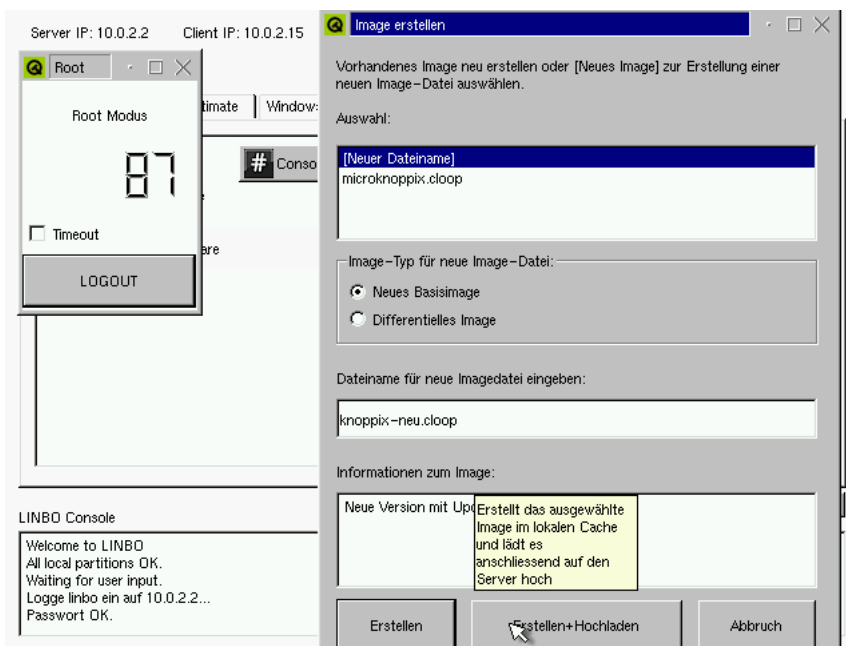 Server IP: 10.0.2.2 Client IP: 10.0.2.15
Root
Root Modus
87
Timeout
LOGOUT
timate Window
# Conso
are
LINBO Console
Welcome to LINBO
All local partitions OK.
Waiting for user input.
Logge linbo ein auf 10.0.2.2...
Passwort OK.
Image erstellen
Vorhandenes Image neu erstellen oder [Neues Image] zur Erstellung einer
neuen Image-Datei auswählen.
Auswahl:
[Neuer Dateiname]
microknoppix.cloop
Image-Typ für neue Image-Datei:
Neues Basisimage
Differentielles Image
Dateiname für neue Imagedatei eingeben:
knoppix-neu.cloop
Informationen zum Image:
Neue Version mit Upd
Erstellt das ausgewählte
Image im lokalen Cache
und lädt es
anschliessend auf den
Server hoch
Erstellen Erstellen+Hochladen Abbruch